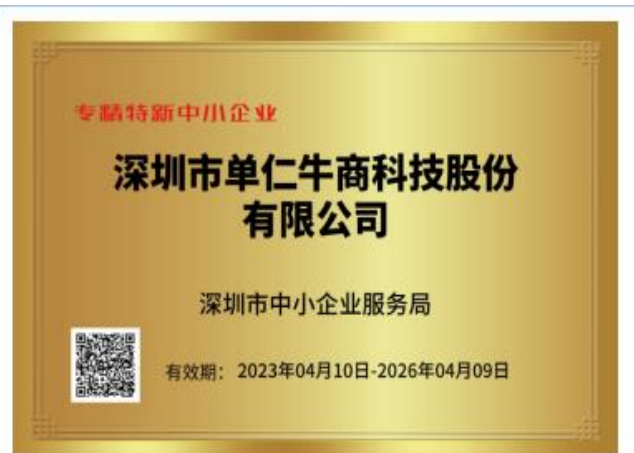 专精特新中小企业
深圳市单仁牛商科技股份
有限公司
深圳市中小企业服务局
有效期: 2023年04月10日-2026年04月09日